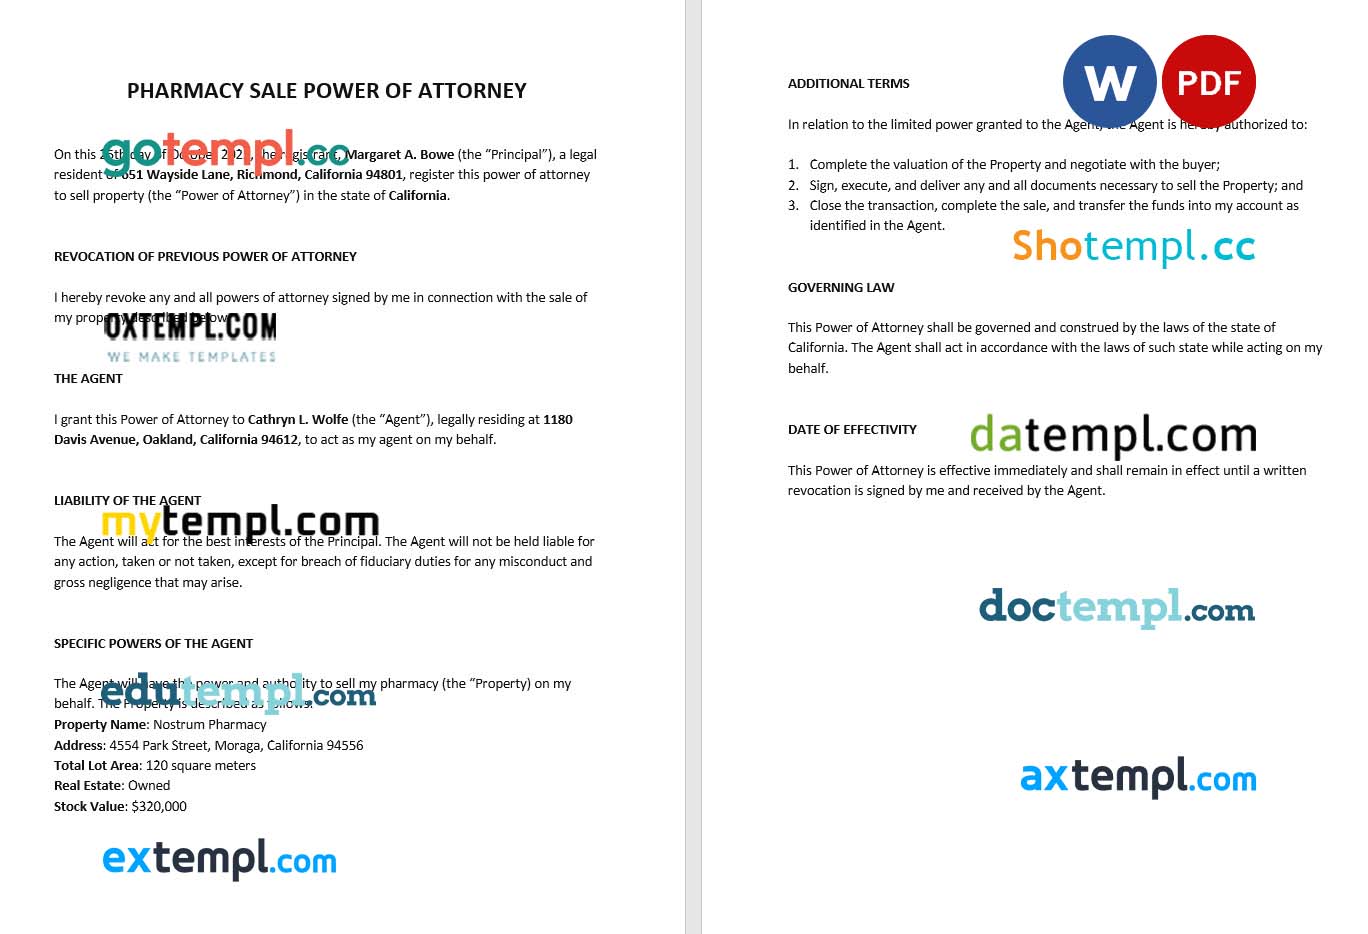 PHARMACY SALE POWER OF ATTORNEY
gotempl.cc
On this 25th day of October 202 , the registrant, Margaret A. Bowe (the “Principal”), a legal
resident of 651 Wayside Lane, Richmond, California 94801, register this power of attorney
to sell property (the “Power of Attorney”) in the state of California.
REVOCATION OF PREVIOUS POWER OF ATTORNEY
I hereby revoke any and all powers of attorney signed by me in connection with the sale of
my property described below.
OXTEMPL.COM
WE MAKE TEMPLATES
THE AGENT
I grant this Power of Attorney to Cathryn L. Wolfe (the “Agent”), legally residing at 1180
Davis Avenue, Oakland, California 94612, to act as my agent on my behalf.
LIABILITY OF THE AGENT
mytempl.com
The Agent will act for the best interests of the Principal. The Agent will not be held liable for
any action, taken or not taken, except for breach of fiduciary duties for any misconduct and
gross negligence that may arise.
SPECIFIC POWERS OF THE AGENT
The Agent will have the power and authority to sell my pharmacy (the “Property) on my
edutempl.com
behalf. The Property is described as follows:
Property Name: Nostrum Pharmacy
Address: 4554 Park Street, Moraga, California 94556
Total Lot Area: 120 square meters
Real Estate: Owned
Stock Value: $320,000
extempl.com
W PDF
ADDITIONAL TERMS
In relation to the limited power granted to the Agent, the Agent is hereby authorized to:
1. Complete the valuation of the Property and negotiate with the buyer;
2. Sign, execute, and deliver any and all documents necessary to sell the Property; and
3. Close the transaction, complete the sale, and transfer the funds into my account as
identified in the Agent.
Shotempl.cc
GOVERNING LAW
This Power of Attorney shall be governed and construed by the laws of the state of
California. The Agent shall act in accordance with the laws of such state while acting on my
behalf.
DATE OF EFFECTIVITY
datempl.com
This Power of Attorney is effective immediately and shall remain in effect until a written
revocation is signed by me and received by the Agent.
doctempl.com
axtempl.com